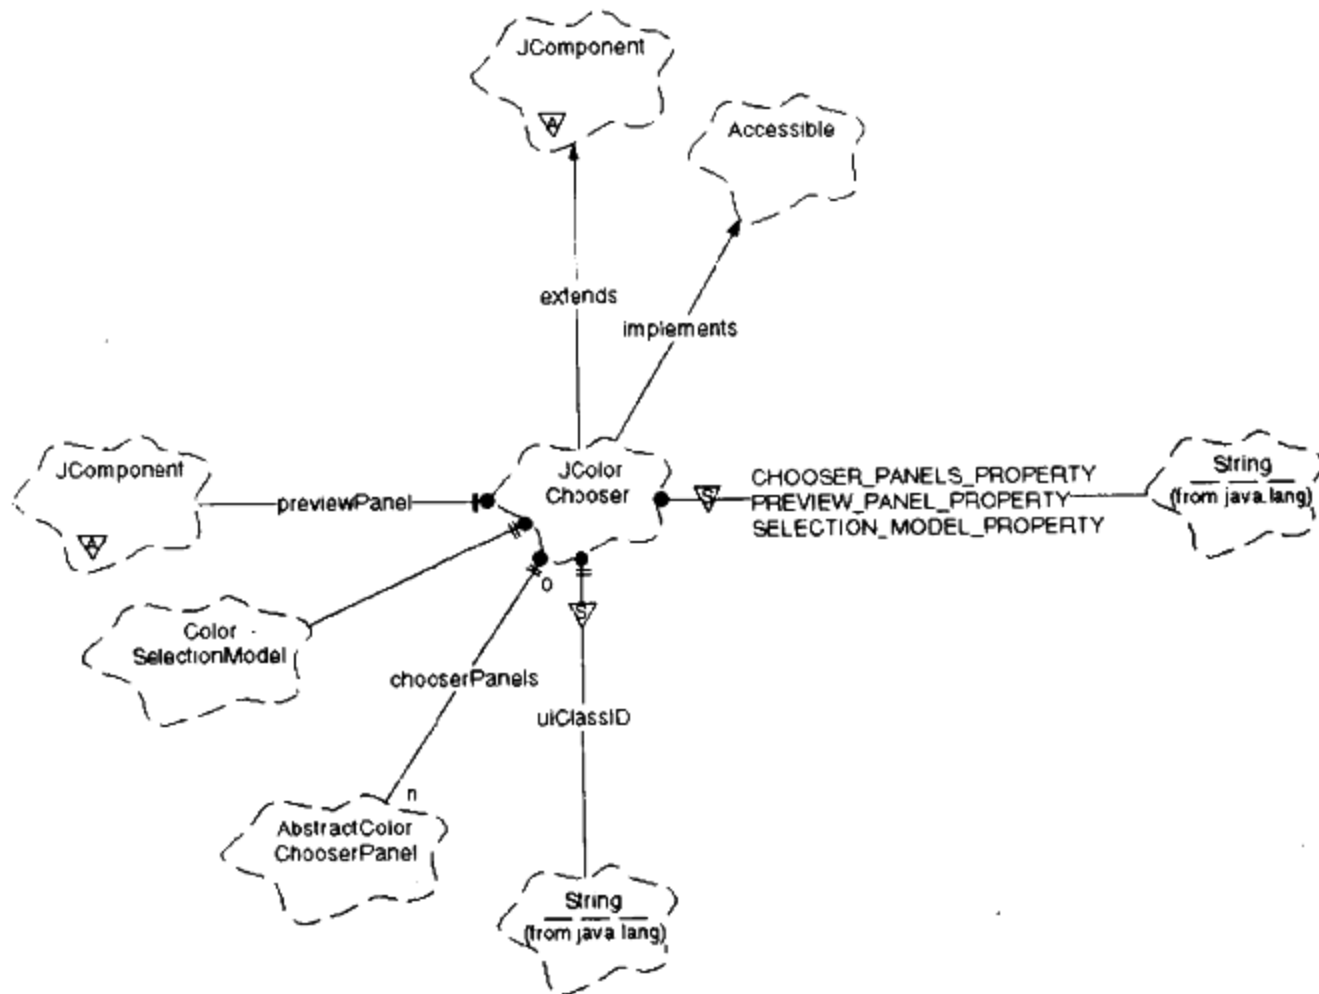 JComponent
A
Accessible
extends
implements
JComponent
A
previewPanel
JColor
Chooser
S
CHOOSER_PANELS_PROPERTY
PREVIEW_PANEL_PROPERTY
SELECTION_MODEL_PROPERTY
String
(from java.lang)
0
S
Color
SelectionModel
chooserPanels
uiClassID
n
AbstractColor
ChooserPanel
String
(from java lang)